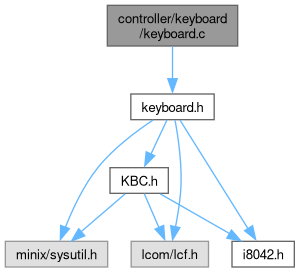 controller/keyboard
/keyboard.c
keyboard.h
KBC.h
minix/sysutil.h
lcom/lcf.h
i8042.h